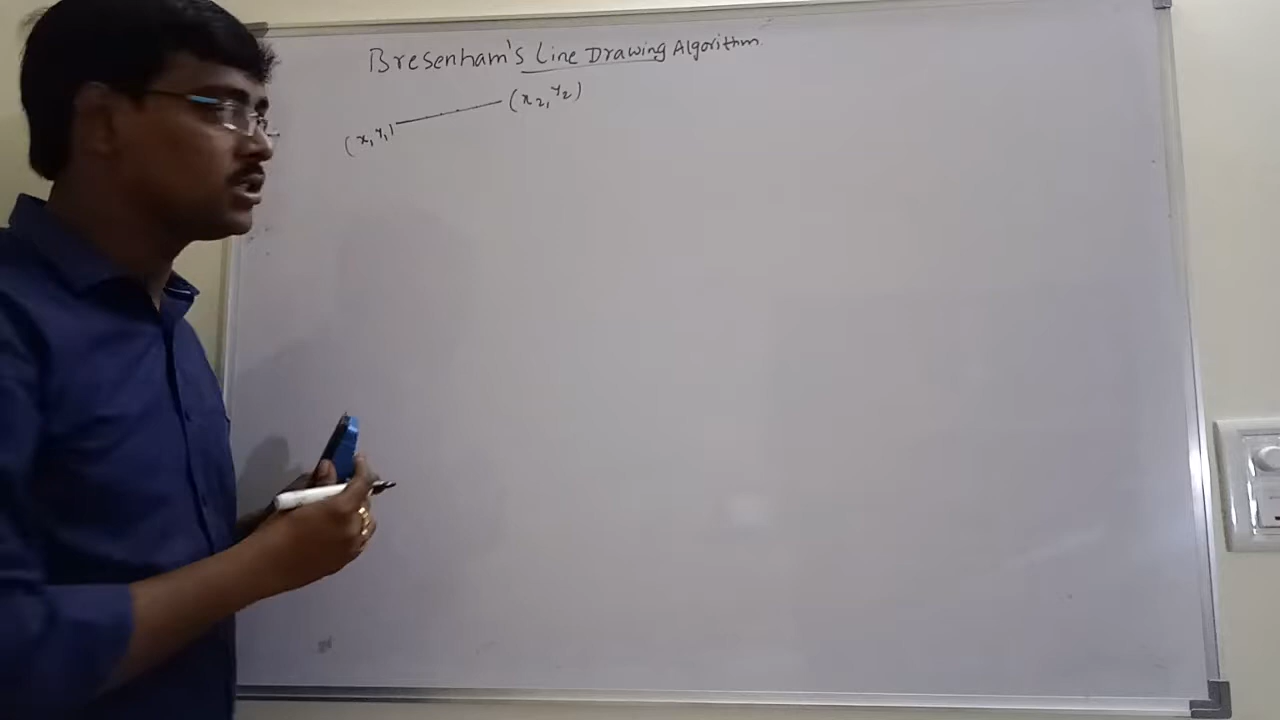 Bresenham's Line Drawing Algorithm.
(x₂, y₂)
(x₁, y₁)